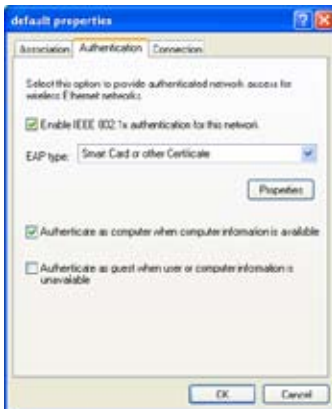 default properties
Association Authentication Connection
Select this option to provide authenticated network access for
wireless Ethernet networks.
Enable IEEE 802.1x authentication for this network
EAP type: Smart Card or other Certificate
Properties
Authenticate as computer when computer information is available
Authenticate as guest when user or computer information is
unavailable
OK Cancel